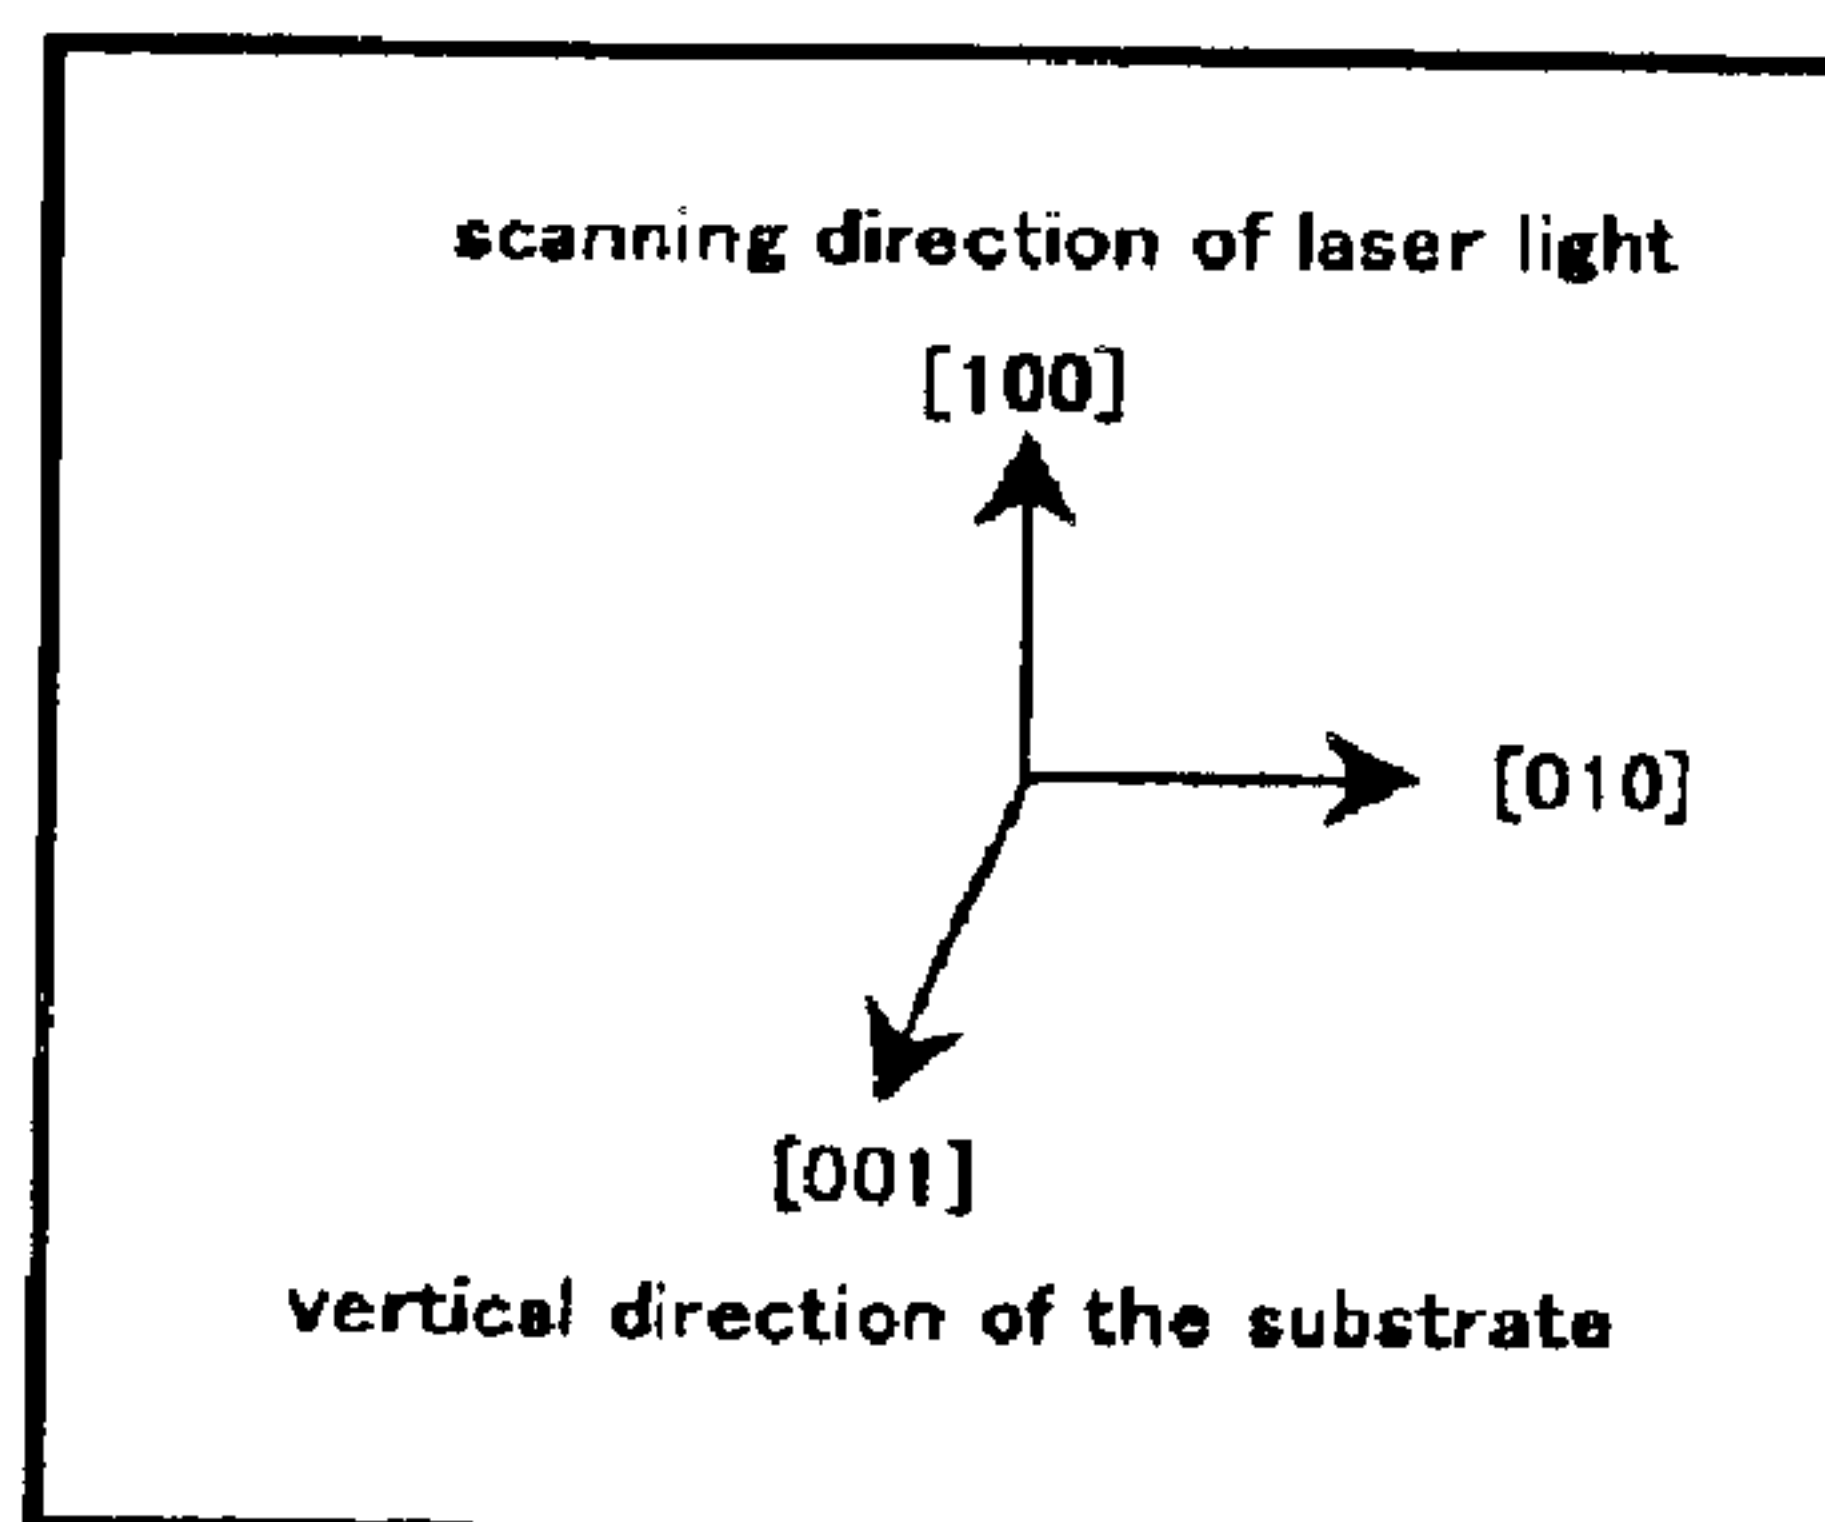 scanning direction of laser light
[100]
[010]
[001]
vertical direction of the substrate